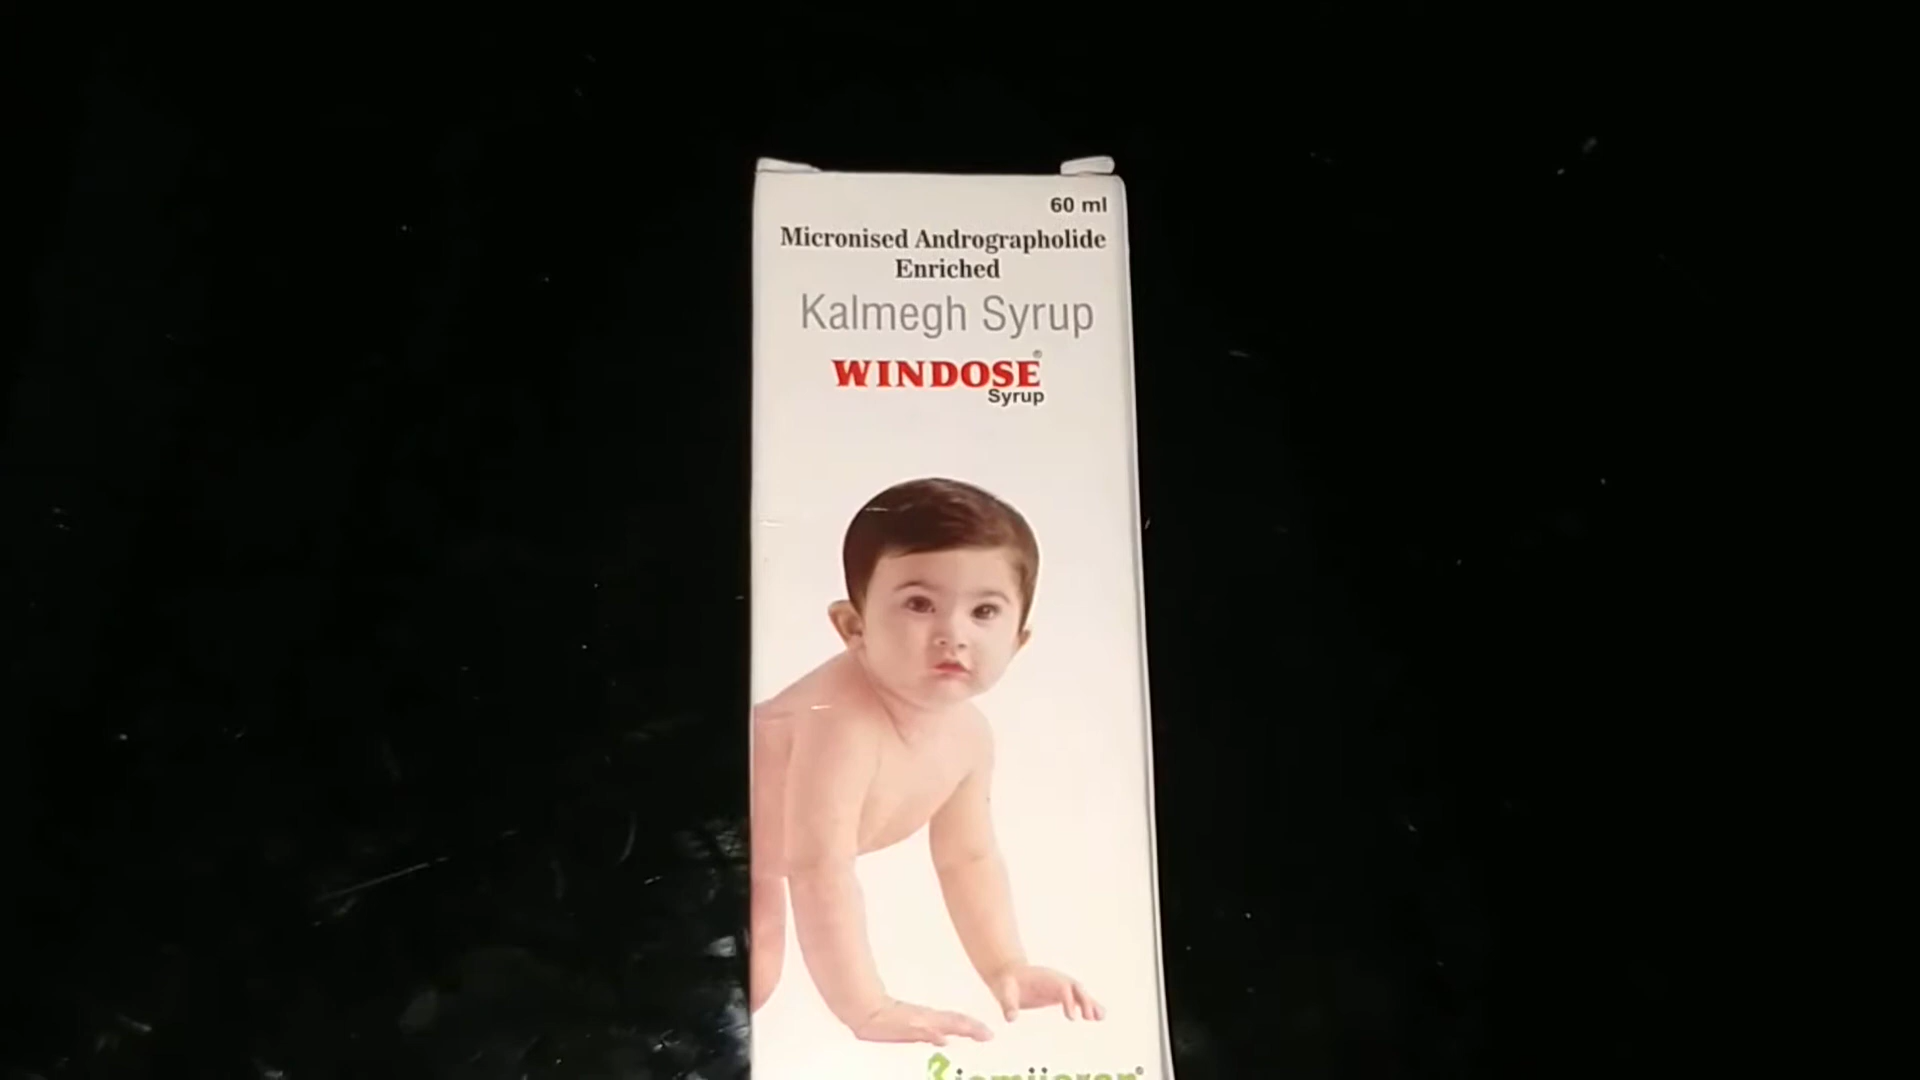 60 ml
Micronised Andrographolide
Enriched
Kalmegh Syrup
WINDOSE®
Syrup